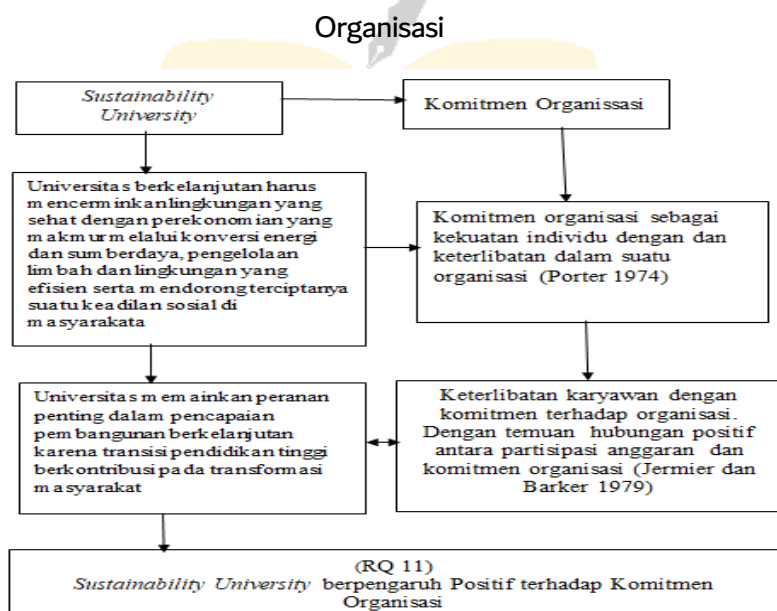 Organisasi
Sustainability
University
Komitmen Organissasi
Universitas berkelanjutan harus
mencerminkanlingkungan yang
sehat dengan perekonomian yang
makmur melalui konversi energi
dan sumberdaya, pengelolaan
limbah dan lingkungan yang
efisien serta mendorong terciptanya
suatu keadilan sosial di
masyarakata
Komitmen organisasi sebagai
kekuatan individu dengan dan
keterlibatan dalam suatu
organisasi (Porter 1974)
Universitas memainkan peranan
penting dalam pencapaian
pembangunan berkelanjutan
karena transisi pendidikan tinggi
berkontribusi pada transformasi
masyarakat
Keterlibatan karyawan dengan
komitmen terhadap organisasi.
Dengan temuan hubungan positif
antara partisipasi anggaran dan
komitmen organisasi (Jermier dan
Barker 1979)
(RQ 11)
Sustainability University berpengaruh Positif terhadap Komitmen
Organisasi